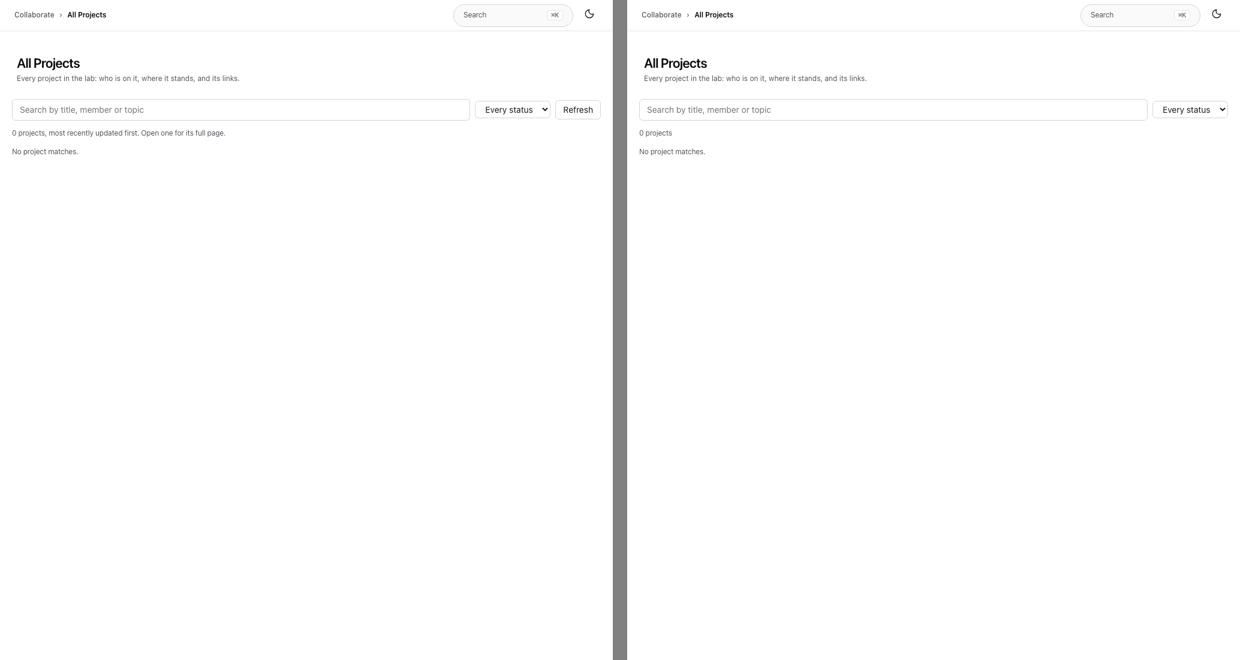 Collaborate › All Projects
Search ⌘K
All Projects
Every project in the lab: who is on it, where it stands, and its links.
Search by title, member or topic
Every status
Refresh
0 projects, most recently updated first. Open one for its full page.
No project matches.
Collaborate › All Projects
Search ⌘K
All Projects
Every project in the lab: who is on it, where it stands, and its links.
Search by title, member or topic
Every status
0 projects
No project matches.